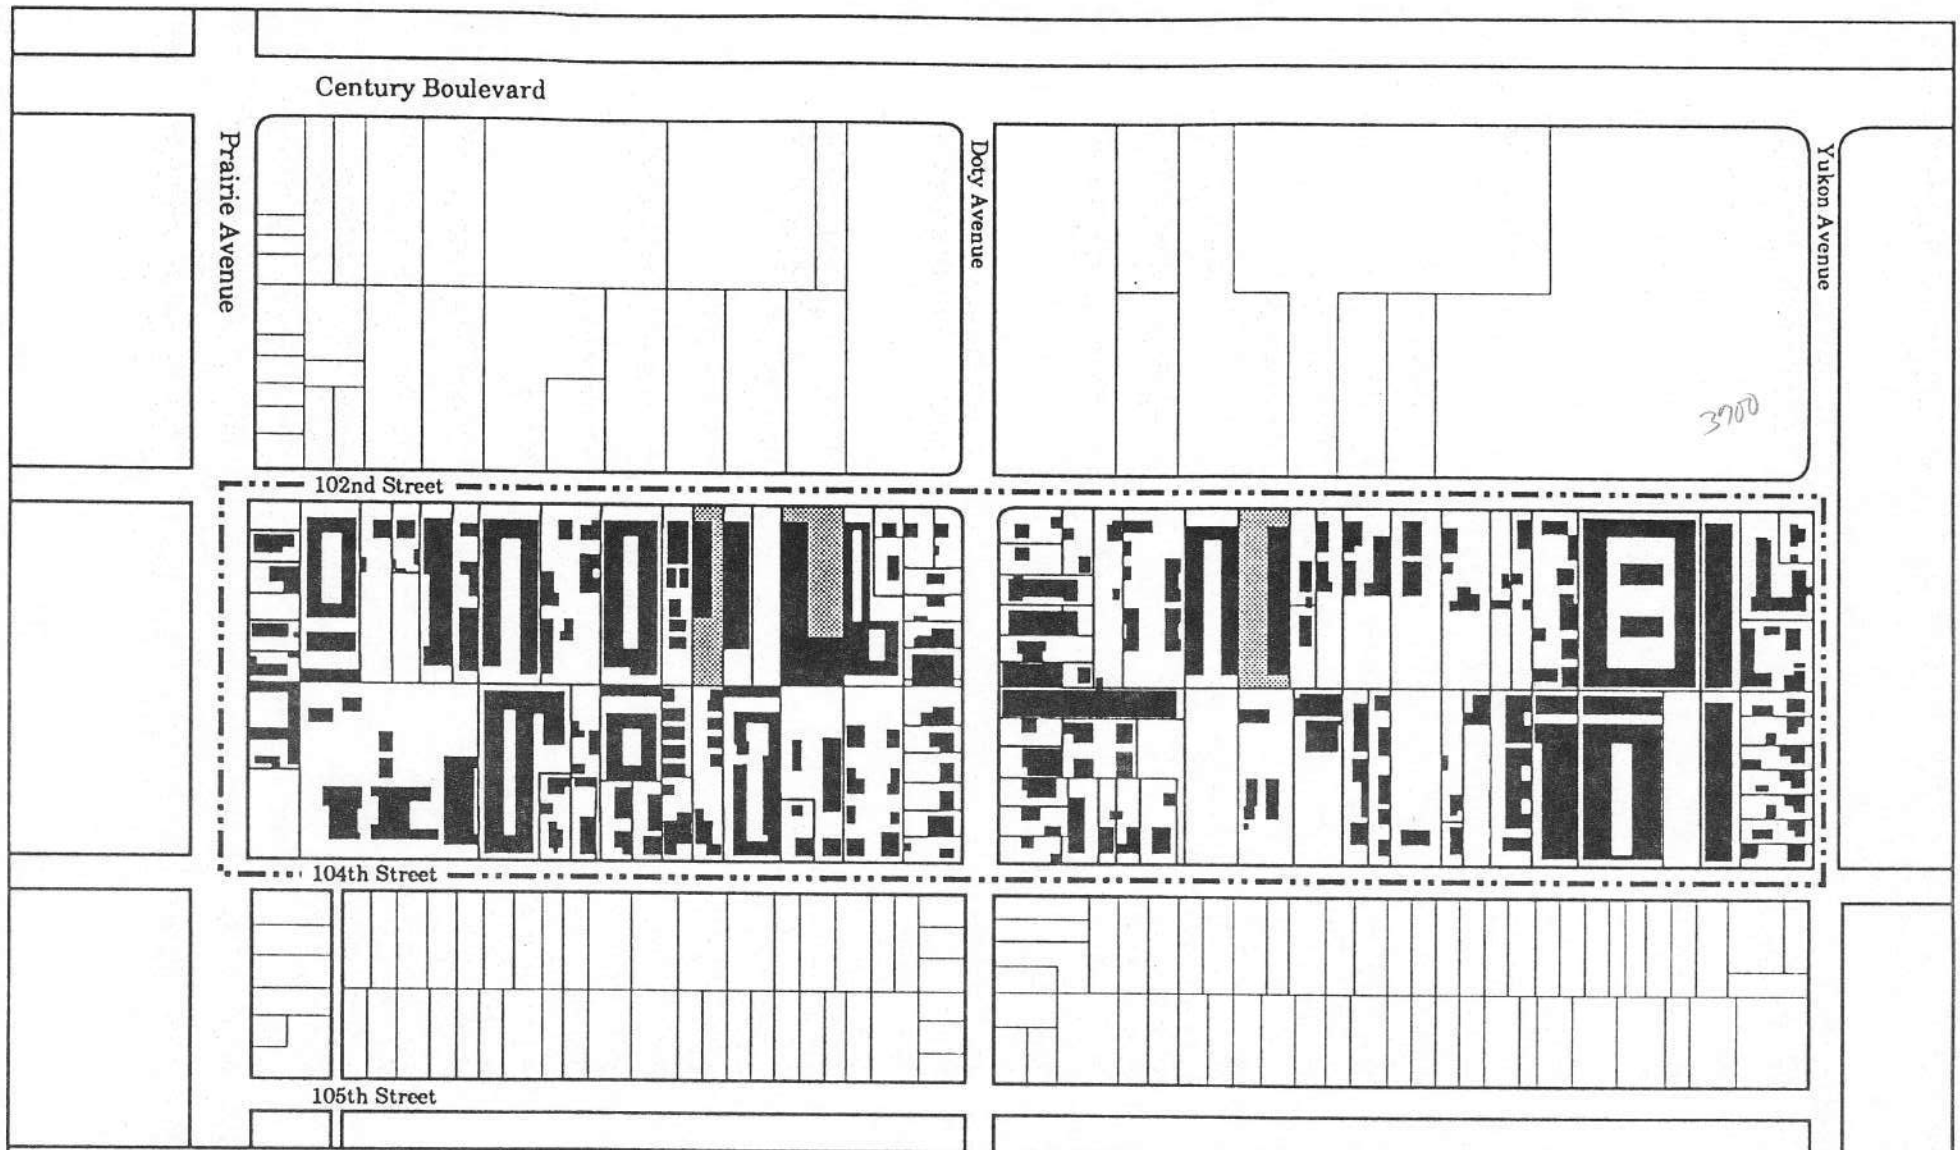 Century Boulevard
Prairie Avenue
Doty Avenue
Yukon Avenue
3700
102nd Street
104th Street
105th Street